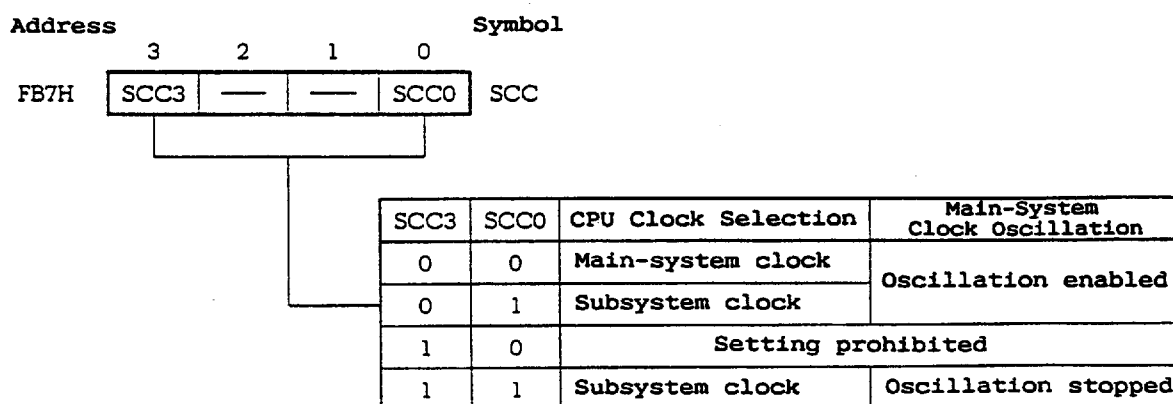 Address Symbol
3 2 1 0
FB7H SCC3 — — SCC0 SCC
SCC3 SCC0 CPU Clock Selection Main-System Clock Oscillation
0 0 Main-system clock Oscillation enabled
0 1 Subsystem clock
1 0 Setting prohibited
1 1 Subsystem clock Oscillation stopped